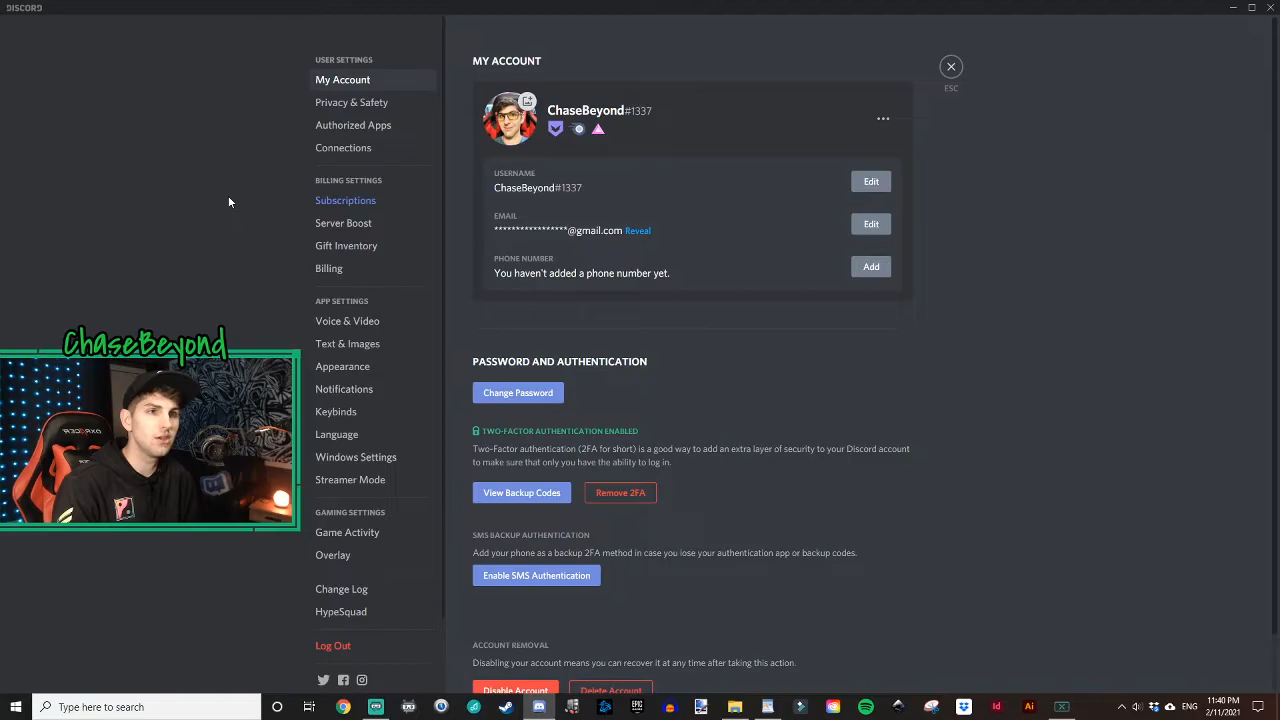 DISCORD
USER SETTINGS
My Account
Privacy & Safety
Authorized Apps
Connections
BILLING SETTINGS
Subscriptions
Server Boost
Gift Inventory
Billing
APP SETTINGS
Voice & Video
Text & Images
Appearance
Notifications
Keybinds
Language
Windows Settings
Streamer Mode
GAMING SETTINGS
Game Activity
Overlay
Change Log
HypeSquad
Log Out
MY ACCOUNT
ESC
ChaseBeyond#1337
USERNAME
ChaseBeyond#1337
Edit
EMAIL
*****************@gmail.com Reveal
Edit
PHONE NUMBER
You haven't added a phone number yet.
Add
PASSWORD AND AUTHENTICATION
Change Password
TWO-FACTOR AUTHENTICATION ENABLED
Two-Factor authentication (2FA for short) is a good way to add an extra layer of security to your Discord account
to make sure that only you have the ability to log in.
View Backup Codes
Remove 2FA
SMS BACKUP AUTHENTICATION
Add your phone as a backup 2FA method in case you lose your authentication app or backup codes.
Enable SMS Authentication
ACCOUNT REMOVAL
Disabling your account means you can recover it at any time after taking this action.
Disable Account
Delete Account
ChaseBeyond
AKRACER
Type here to search
EPIC
Id
Ai
11:40 PM
2/11/2021